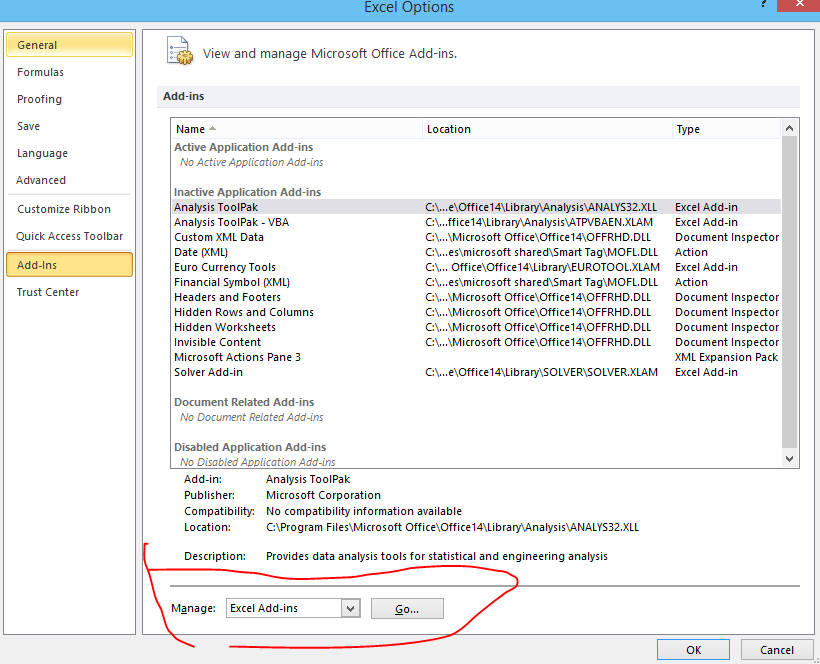 Excel Options
?
General
Formulas
Proofing
Save
Language
Advanced
Customize Ribbon
Quick Access Toolbar
Add-Ins
Trust Center
View and manage Microsoft Office Add-ins.
Add-ins
Name Location Type
Active Application Add-ins
No Active Application Add-ins
Inactive Application Add-ins
Analysis ToolPak C:\...e\Office14\Library\Analysis\ANALYS32.XLL Excel Add-in
Analysis ToolPak - VBA C:\...ffice14\Library\Analysis\ATPVBAEN.XLAM Excel Add-in
Custom XML Data C:\...\Microsoft Office\Office14\OFFRHD.DLL Document Inspector
Date (XML) C:\...es\microsoft shared\Smart Tag\MOFL.DLL Action
Euro Currency Tools C:\... Office\Office14\Library\EUROTOOL.XLAM Excel Add-in
Financial Symbol (XML) C:\...es\microsoft shared\Smart Tag\MOFL.DLL Action
Headers and Footers C:\...\Microsoft Office\Office14\OFFRHD.DLL Document Inspector
Hidden Rows and Columns C:\...\Microsoft Office\Office14\OFFRHD.DLL Document Inspector
Hidden Worksheets C:\...\Microsoft Office\Office14\OFFRHD.DLL Document Inspector
Invisible Content C:\...\Microsoft Office\Office14\OFFRHD.DLL Document Inspector
Microsoft Actions Pane 3 XML Expansion Pack
Solver Add-in C:\...e\Office14\Library\SOLVER\SOLVER.XLAM Excel Add-in
Document Related Add-ins
No Document Related Add-ins
Disabled Application Add-ins
No Disabled Application Add-ins
Add-in: Analysis ToolPak
Publisher: Microsoft Corporation
Compatibility: No compatibility information available
Location: C:\Program Files\Microsoft Office\Office14\Library\Analysis\ANALYS32.XLL
Description: Provides data analysis tools for statistical and engineering analysis
Manage: Excel Add-ins Go...
OK Cancel